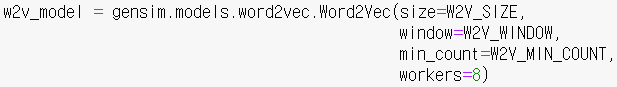 w2v_model = gensim.models.word2vec.Word2Vec(size=W2V_SIZE,
window=W2V_WINDOW,
min_count=W2V_MIN_COUNT,
workers=8)